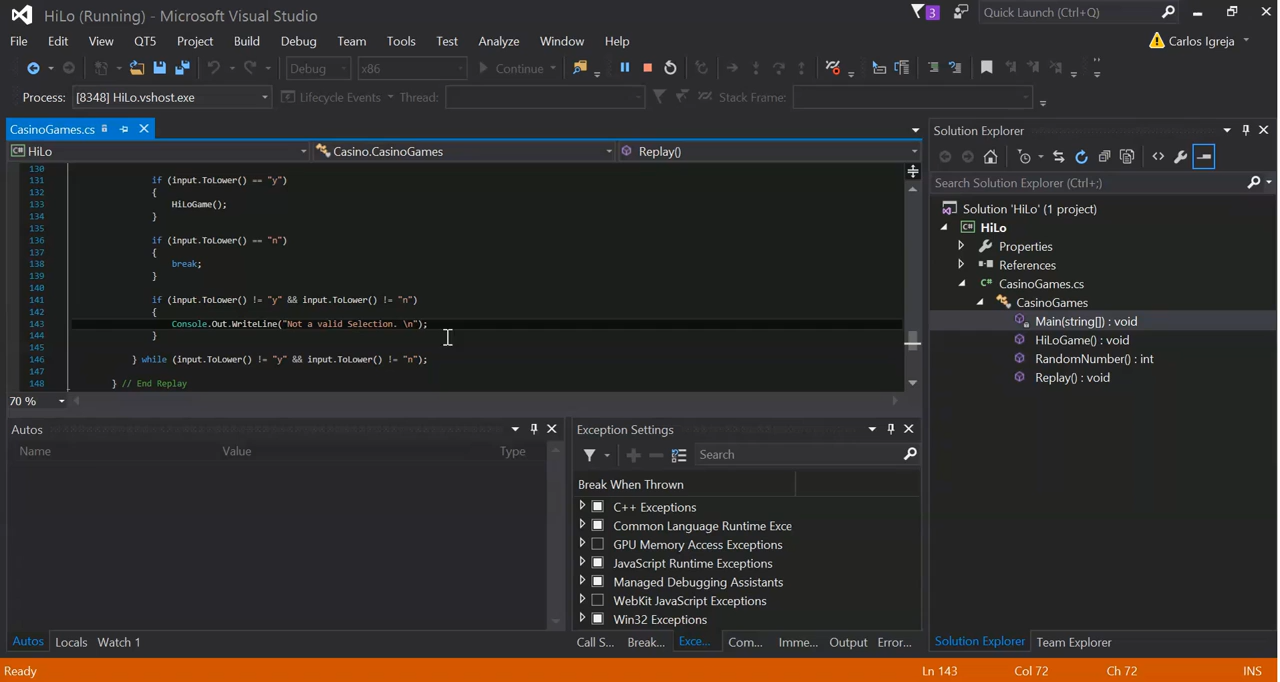 HiLo (Running) - Microsoft Visual Studio
3
Quick Launch (Ctrl+Q)
File Edit View QT5 Project Build Debug Team Tools Test Analyze Window Help
Carlos Igreja
Debug x86 Continue
Process: [8348] HiLo.vshost.exe Lifecycle Events Thread: Stack Frame:
CasinoGames.cs
HiLo Casino.CasinoGames Replay()
130
131 if (input.ToLower() == "y")
132 {
133 HiLoGame();
134 }
135
136 if (input.ToLower() == "n")
137 {
138 break;
139 }
140
141 if (input.ToLower() != "y" && input.ToLower() != "n")
142 {
143 Console.Out.WriteLine("Not a valid Selection. \n");
144 }
145
146 } while (input.ToLower() != "y" && input.ToLower() != "n");
147
148 } // End Replay
70 %
Autos
Name Value Type
Autos Locals Watch 1
Exception Settings
Search
Break When Thrown
C++ Exceptions
Common Language Runtime Exce
GPU Memory Access Exceptions
JavaScript Runtime Exceptions
Managed Debugging Assistants
WebKit JavaScript Exceptions
Win32 Exceptions
Call S... Break... Exce... Com... Imme... Output Error...
Solution Explorer
Search Solution Explorer (Ctrl+;)
Solution 'HiLo' (1 project)
HiLo
Properties
References
CasinoGames.cs
CasinoGames
Main(string[]) : void
HiLoGame() : void
RandomNumber() : int
Replay() : void
Solution Explorer Team Explorer
Ready Ln 143 Col 72 Ch 72 INS